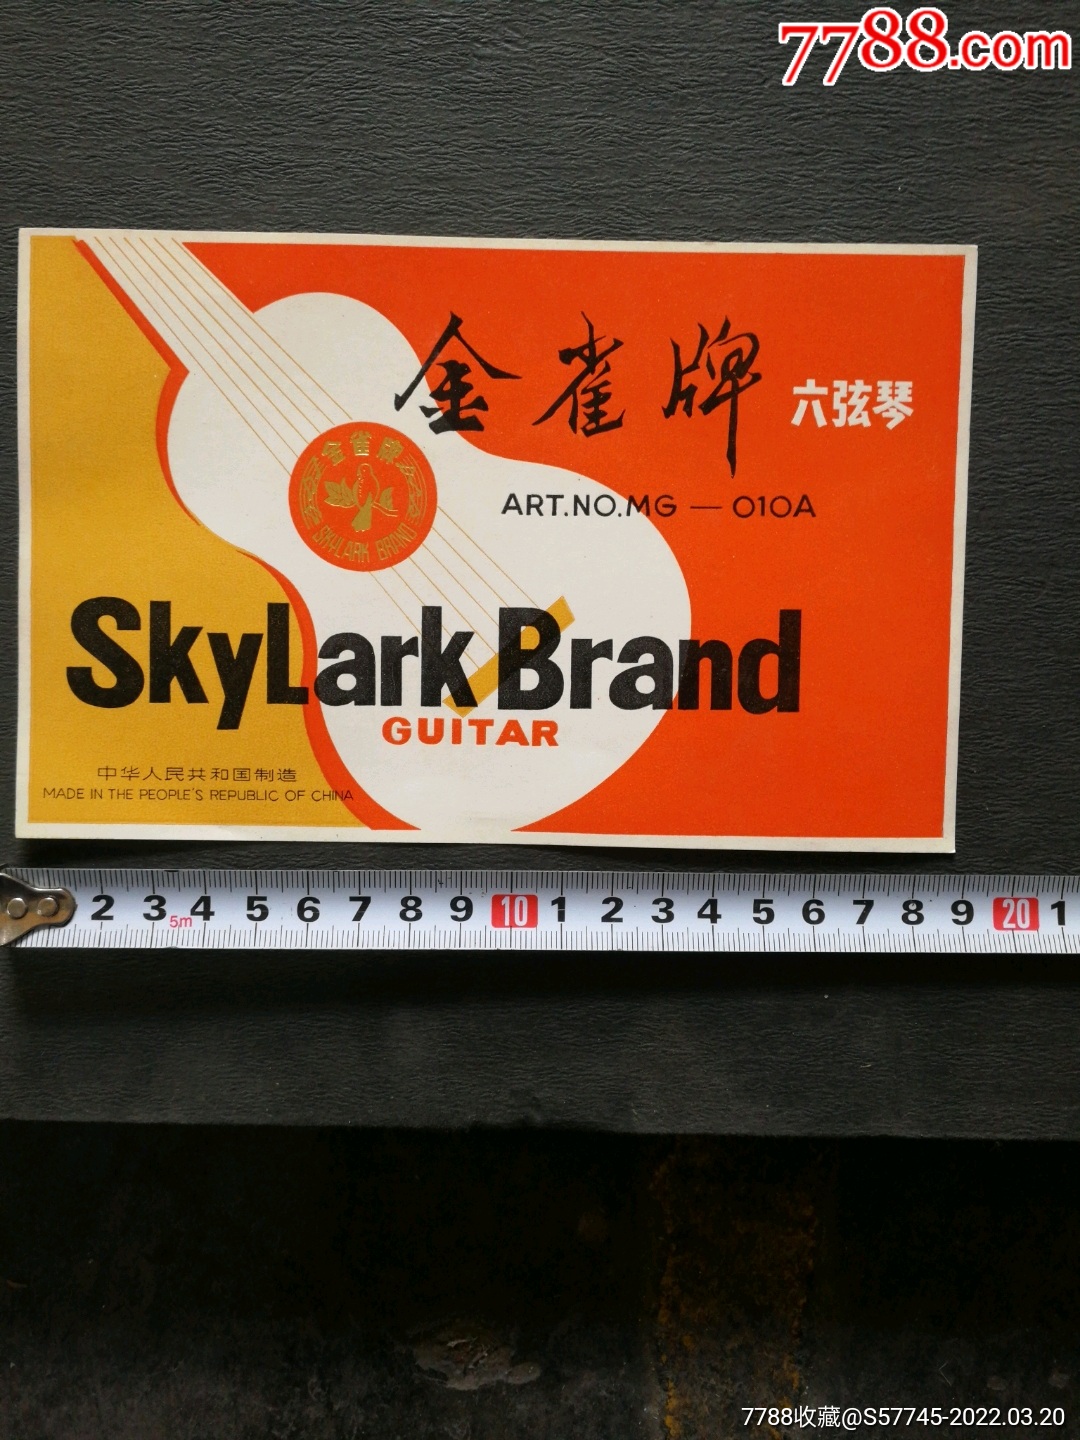 7788.com
金雀牌 六弦琴
金雀牌
SKYLARK BRAND
ART.NO.MG — 010A
SkyLark Brand
GUITAR
中华人民共和国制造
MADE IN THE PEOPLE'S REPUBLIC OF CHINA
2 3 4 5 6 7 8 9 10 1 2 3 4 5 6 7 8 9 20 1
5m
7788收藏@S57745-2022.03.20